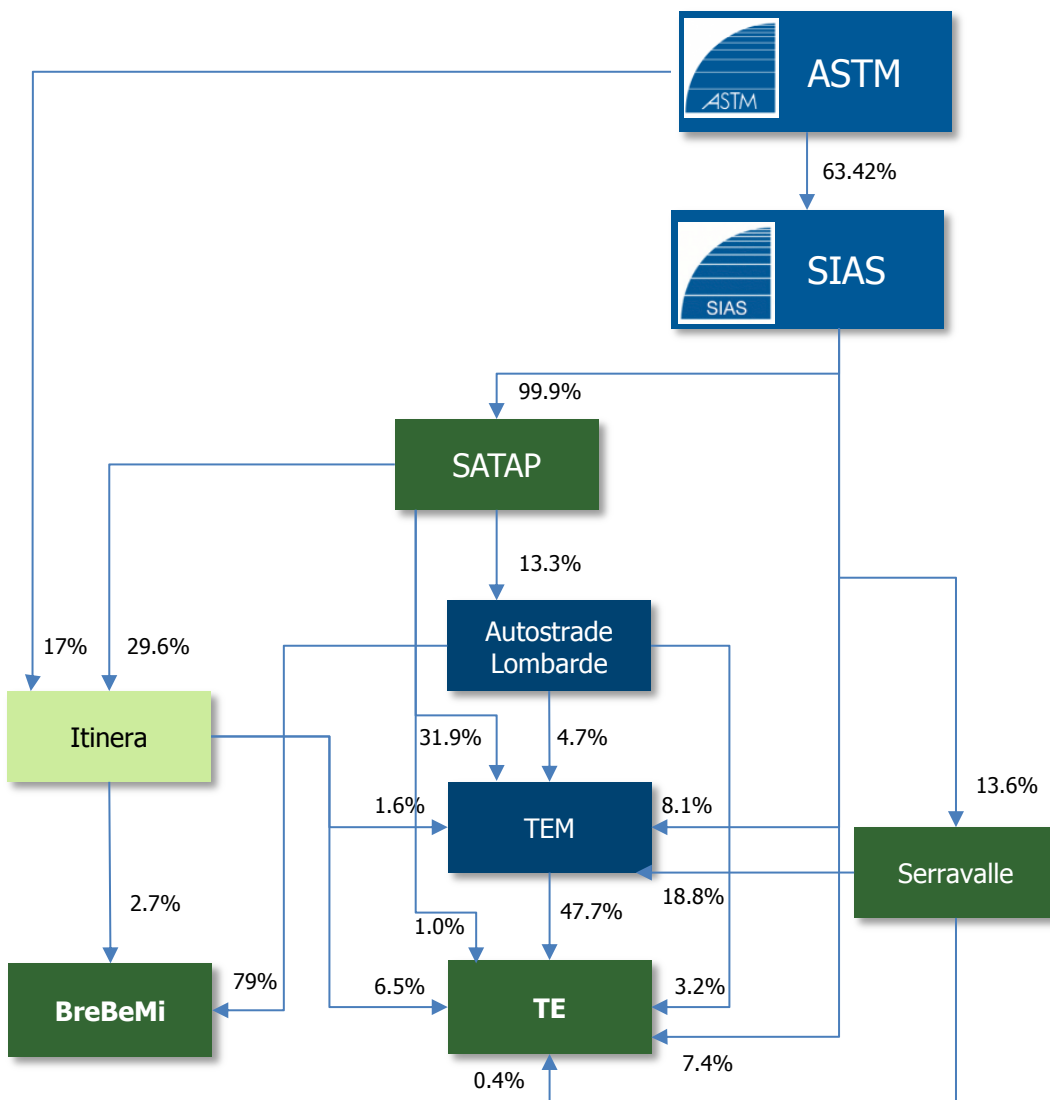 ASTM
ASTM
63.42%
SIAS
SIAS
99.9%
SATAP
13.3%
Autostrade
Lombarde
17%
29.6%
Itinera
31.9%
4.7%
13.6%
1.6%
8.1%
TEM
Serravalle
2.7%
18.8%
47.7%
1.0%
79%
6.5%
3.2%
BreBeMi
TE
7.4%
0.4%